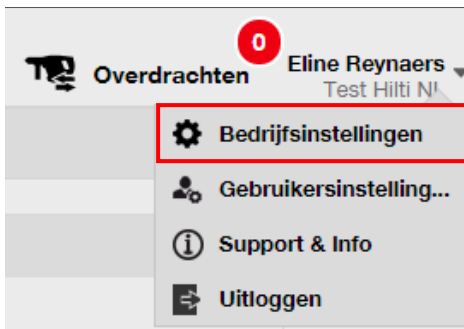 0
Overdrachten
Eline Reynaers
Test Hilti NL
Bedrijfsinstellingen
Gebruikersinstelling...
Support & Info
Uitloggen